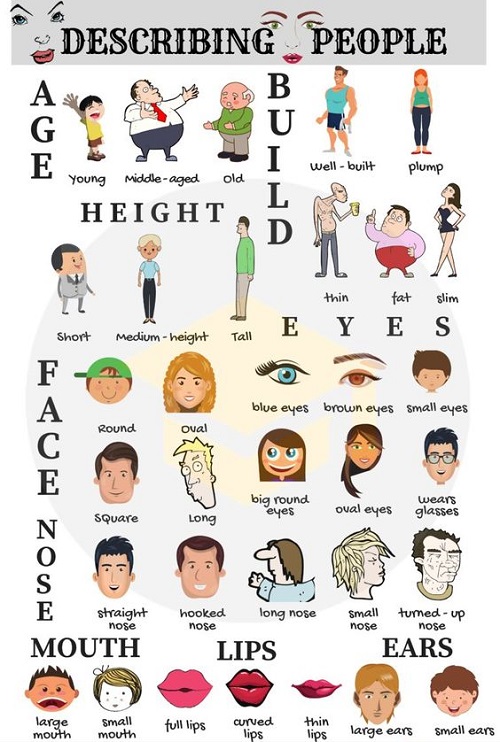 DESCRIBING PEOPLE
AGE
Young
Middle-aged
Old
BUILD
Well-built
plump
thin
fat
slim
HEIGHT
Short
Medium-height
Tall
EYES
blue eyes
brown eyes
small eyes
big round
eyes
oval eyes
wears
glasses
FACE
Round
Oval
Square
Long
NOSE
straight
nose
hooked
nose
long nose
small
nose
turned-up
nose
MOUTH
large
mouth
small
mouth
LIPS
full lips
curved
lips
thin
lips
EARS
large ears
small ears